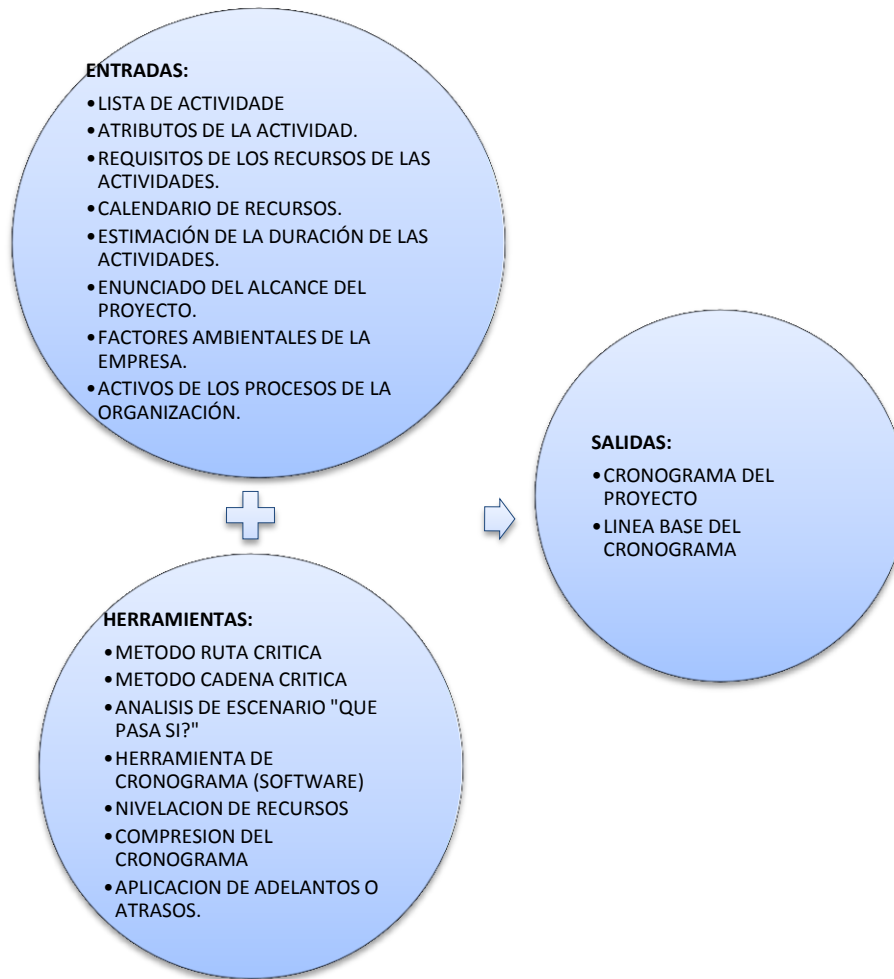 ENTRADAS:
•LISTA DE ACTIVIDADE
•ATRIBUTOS DE LA ACTIVIDAD.
•REQUISITOS DE LOS RECURSOS DE LAS
ACTIVIDADES.
•CALENDARIO DE RECURSOS.
•ESTIMACIÓN DE LA DURACIÓN DE LAS
ACTIVIDADES.
•ENUNCIADO DEL ALCANCE DEL
PROYECTO.
•FACTORES AMBIENTALES DE LA
EMPRESA.
•ACTIVOS DE LOS PROCESOS DE LA
ORGANIZACIÓN.
HERRAMIENTAS:
•METODO RUTA CRITICA
•METODO CADENA CRITICA
•ANALISIS DE ESCENARIO "QUE
PASA SI?"
•HERRAMIENTA DE
CRONOGRAMA (SOFTWARE)
•NIVELACION DE RECURSOS
•COMPRESION DEL
CRONOGRAMA
•APLICACION DE ADELANTOS O
ATRASOS.
SALIDAS:
•CRONOGRAMA DEL
PROYECTO
•LINEA BASE DEL
CRONOGRAMA